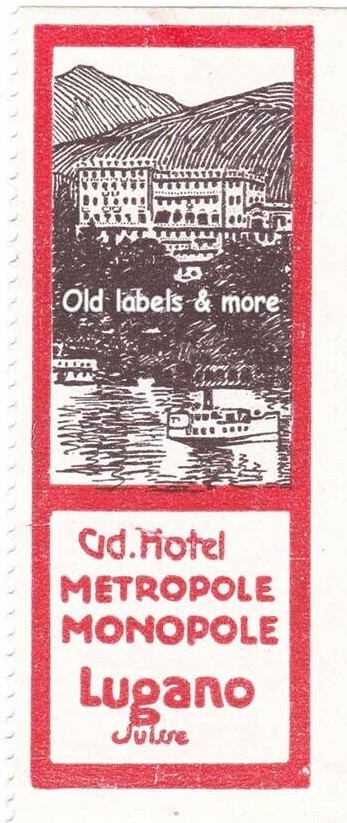 Old labels & more
Gd. Hotel
METROPOLE
MONOPOLE
Lugano
Suisse